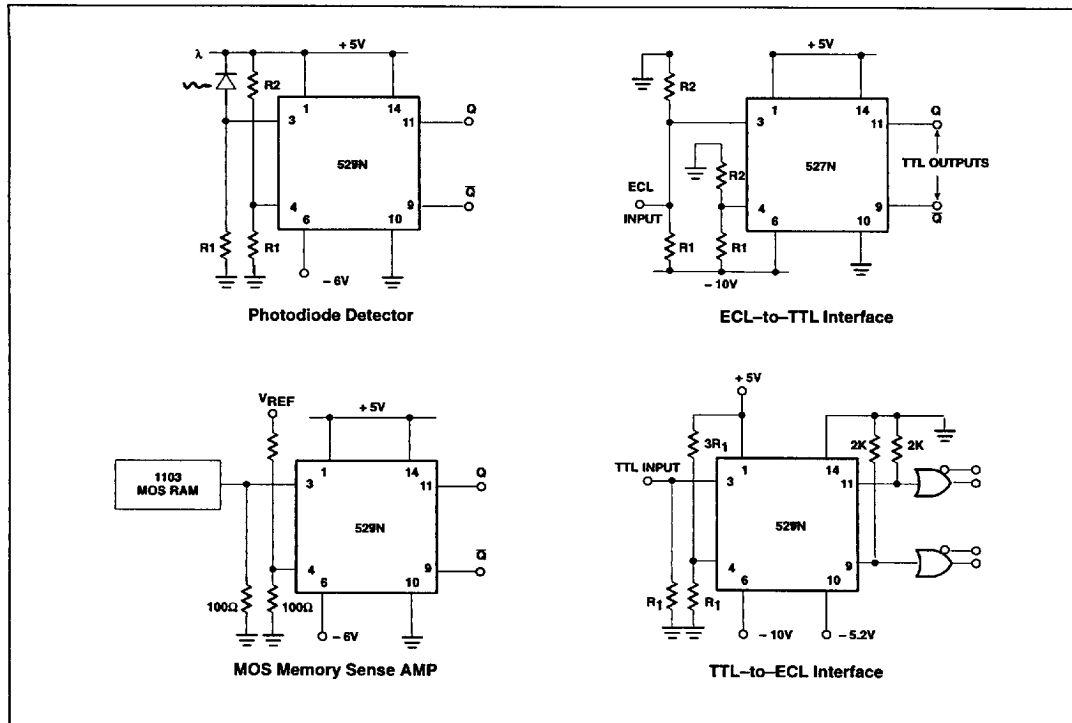 λ
+ 5V
R2
1
14
3
11
Q
529N
4
9
Q̅
6
10
R1
R1
– 6V
Photodiode Detector
+ 5V
R2
1
14
3
11
Q
527N
TTL OUTPUTS
R2
ECL
INPUT
4
9
Q̅
6
10
R1
R1
– 10V
ECL–to–TTL Interface
VREF
+ 5V
1
14
1103
MOS RAM
3
11
Q
529N
4
9
Q̅
6
10
100Ω
100Ω
– 6V
MOS Memory Sense AMP
+ 5V
3R1
2K
2K
1
14
TTL INPUT
3
11
529N
4
9
6
10
R1
R1
– 10V
– 5.2V
TTL–to–ECL Interface